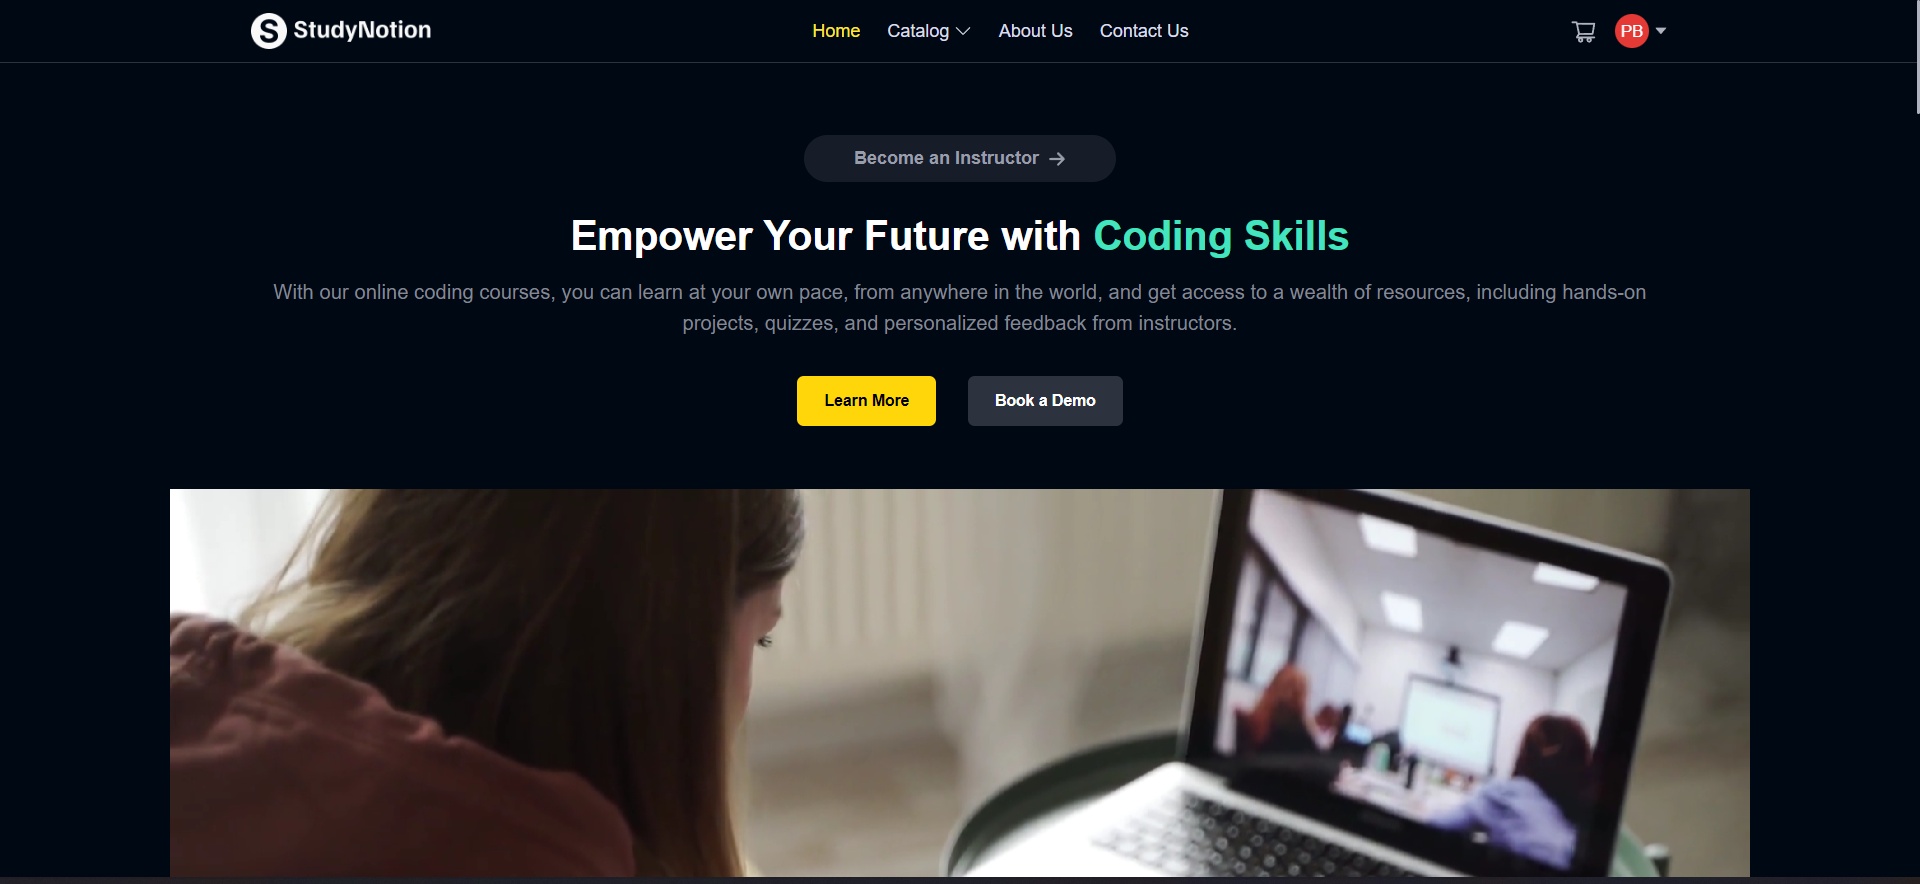 S StudyNotion
Home Catalog About Us Contact Us
PB
Become an Instructor →
Empower Your Future with Coding Skills
With our online coding courses, you can learn at your own pace, from anywhere in the world, and get access to a wealth of resources, including hands-on
projects, quizzes, and personalized feedback from instructors.
Learn More
Book a Demo